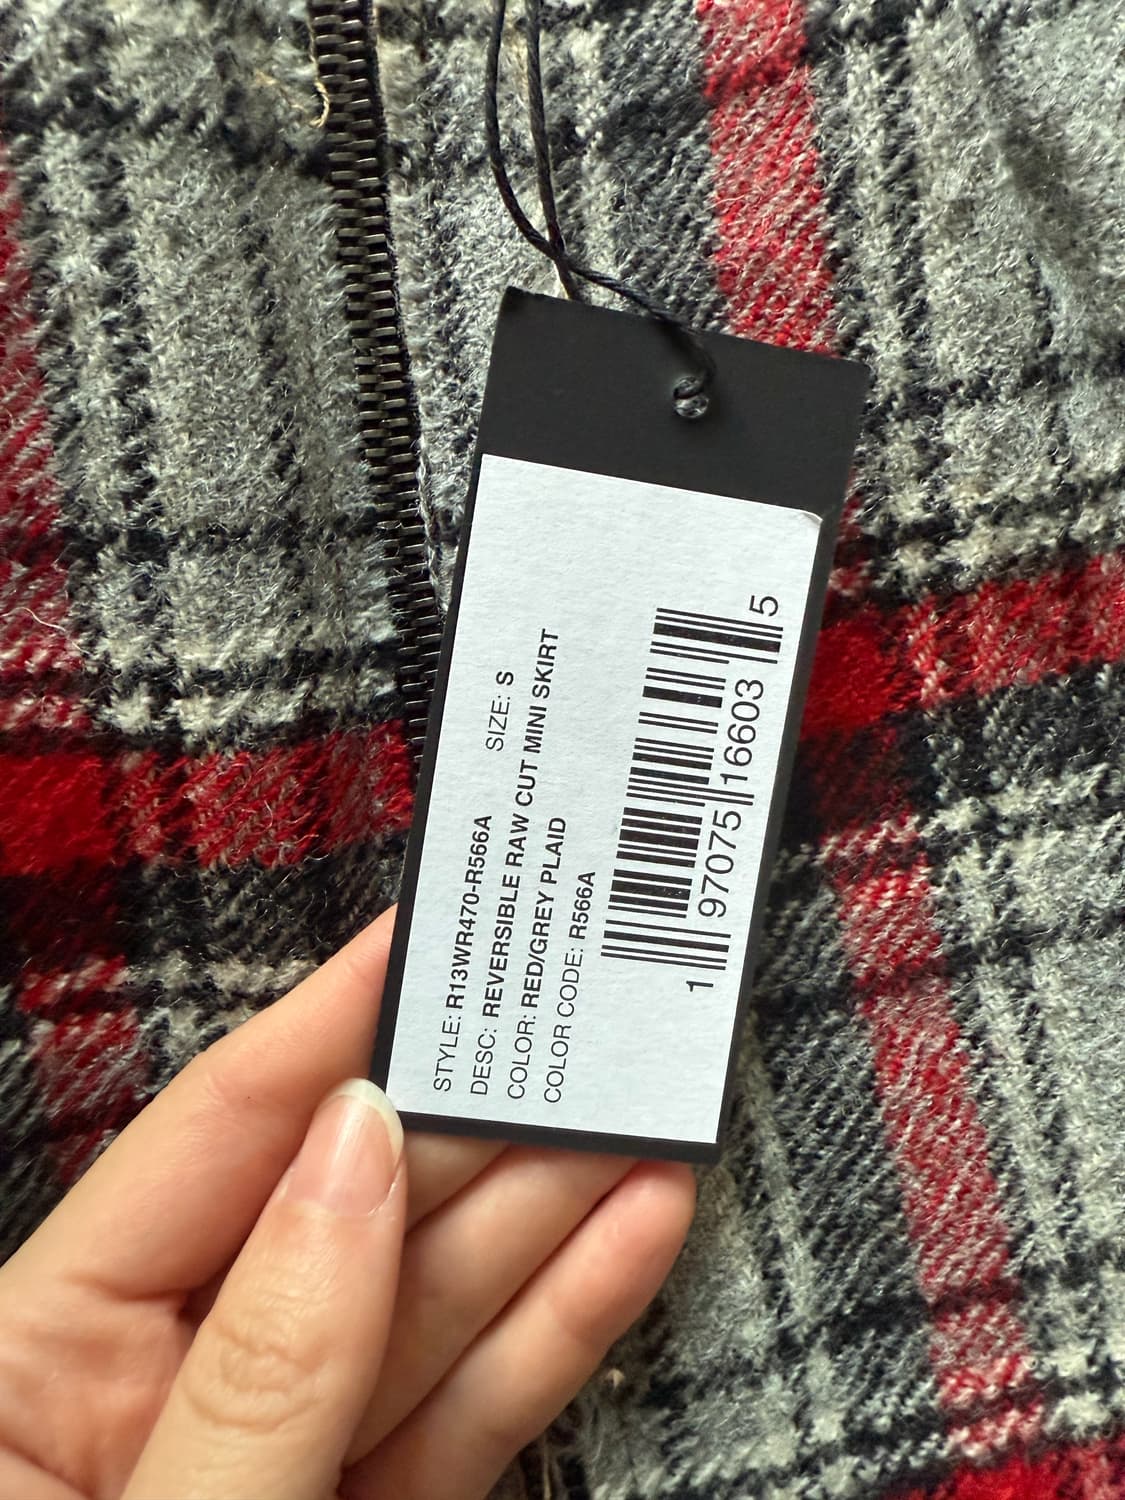 STYLE: R13WR470-R566A SIZE: S
DESC: REVERSIBLE RAW CUT MINI SKIRT
COLOR: RED/GREY PLAID
COLOR CODE: R566A
1 97075 16603 5